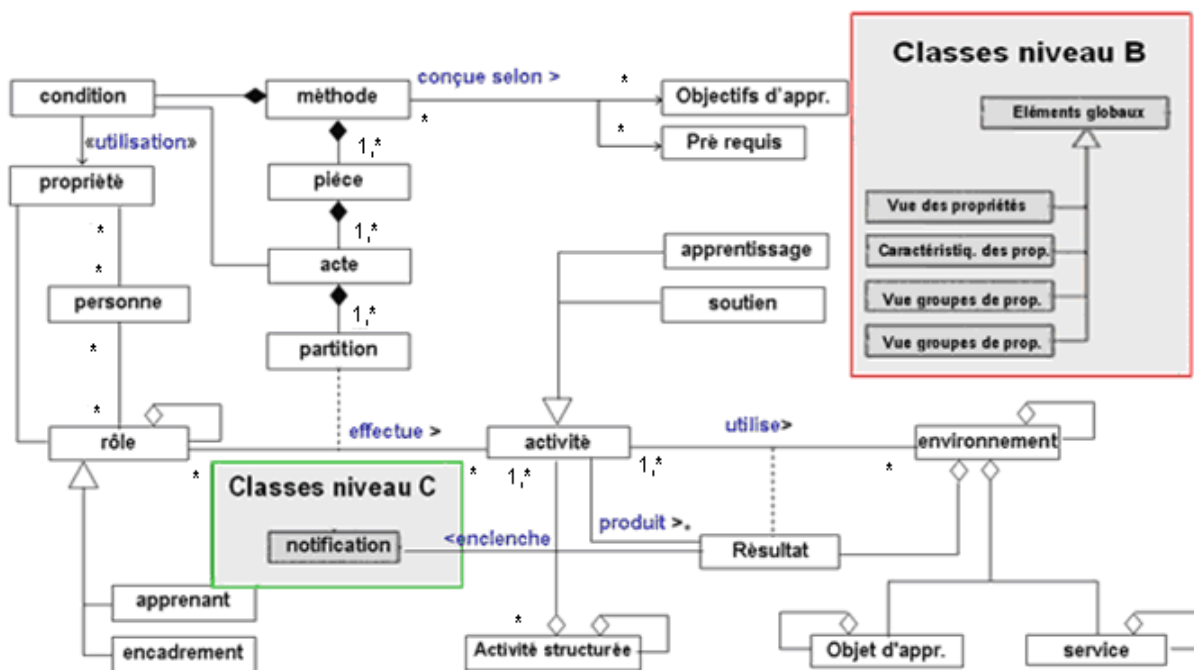 Classes niveau B
condition
mèthode
conçue selon >
*
Objectifs d'appr.
*
*
Prè requis
Eléments globaux
«utilisation»
1,*
propriètè
piéce
Vue des propriétés
*
1,*
apprentissage
Caractéristiq. des prop.
*
acte
personne
soutien
Vue groupes de prop.
1,*
*
partition
Vue groupes de prop.
*
rôle
effectue >
activitè
utilise>
environnement
*
*
1,*
1,*
*
Classes niveau C
notification
<enclenche
produit >*
Rèsultat
apprenant
*
encadrement
Activitè structurée
Objet d'appr.
service